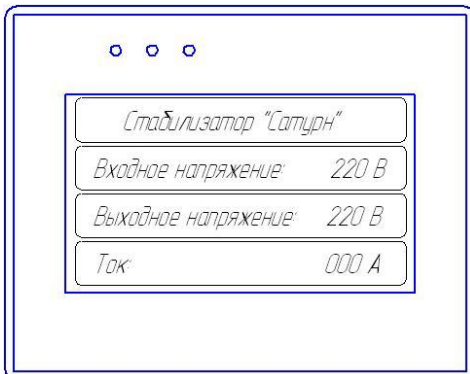 Стабилизатор "Сатурн"
Входное напряжение: 220 В
Выходное напряжение: 220 В
Ток: 000 А